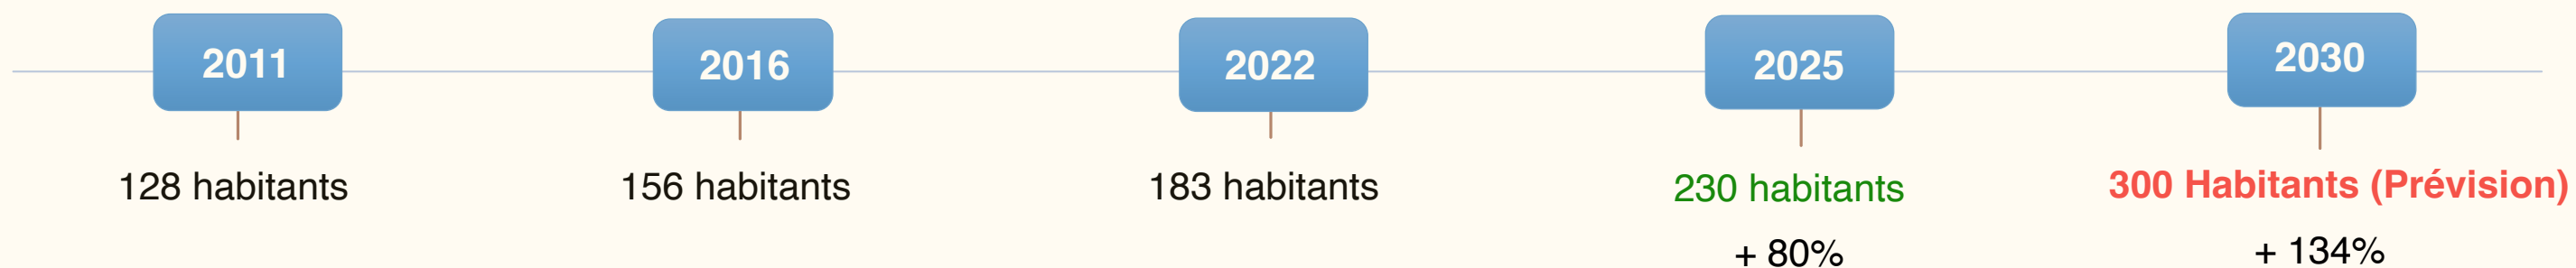 2011 2016 2022 2025 2030
128 habitants 156 habitants 183 habitants 230 habitants 300 Habitants (Prévision)
+ 80% + 134%